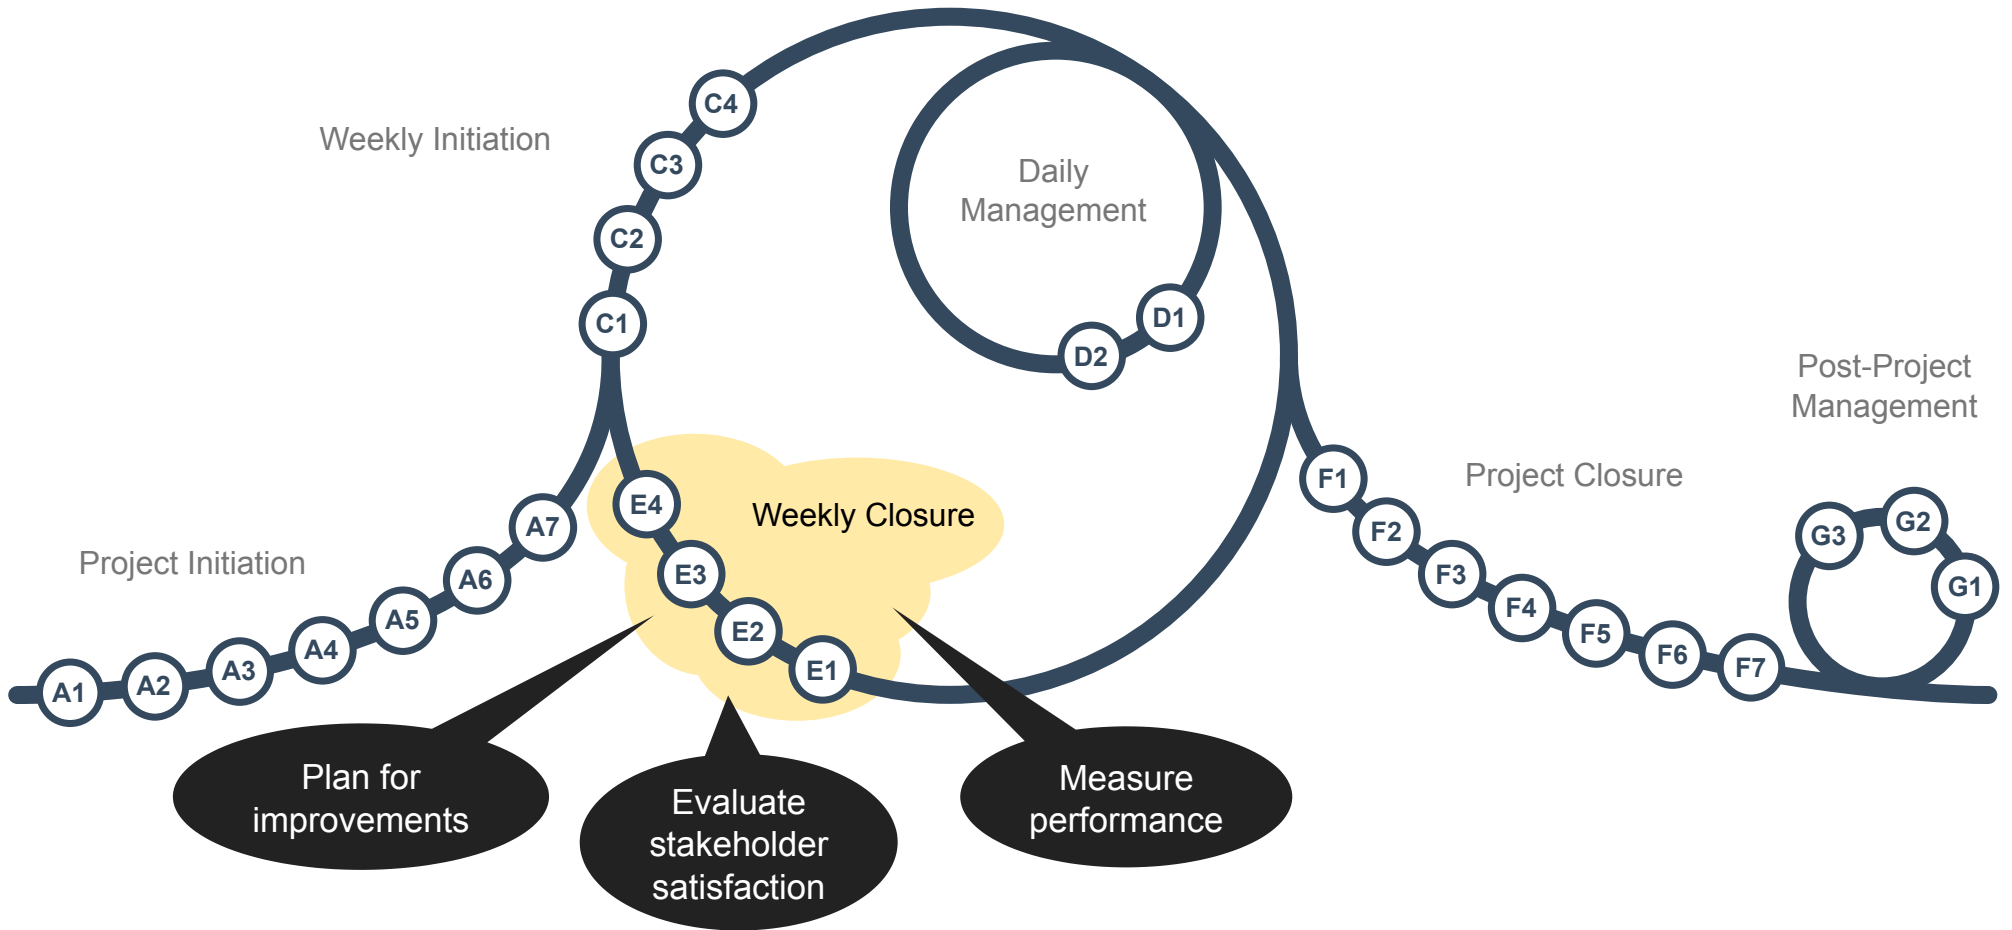 C4
Weekly Initiation
C3
C2
C1
Daily
Management
D1
D2
Post-Project
Management
Project Closure
F1
F2
F3
F4
F5
F6
F7
G3
G2
G1
Weekly Closure
E4
E3
E2
E1
Project Initiation
A7
A6
A5
A4
A3
A2
A1
Plan for
improvements
Evaluate
stakeholder
satisfaction
Measure
performance